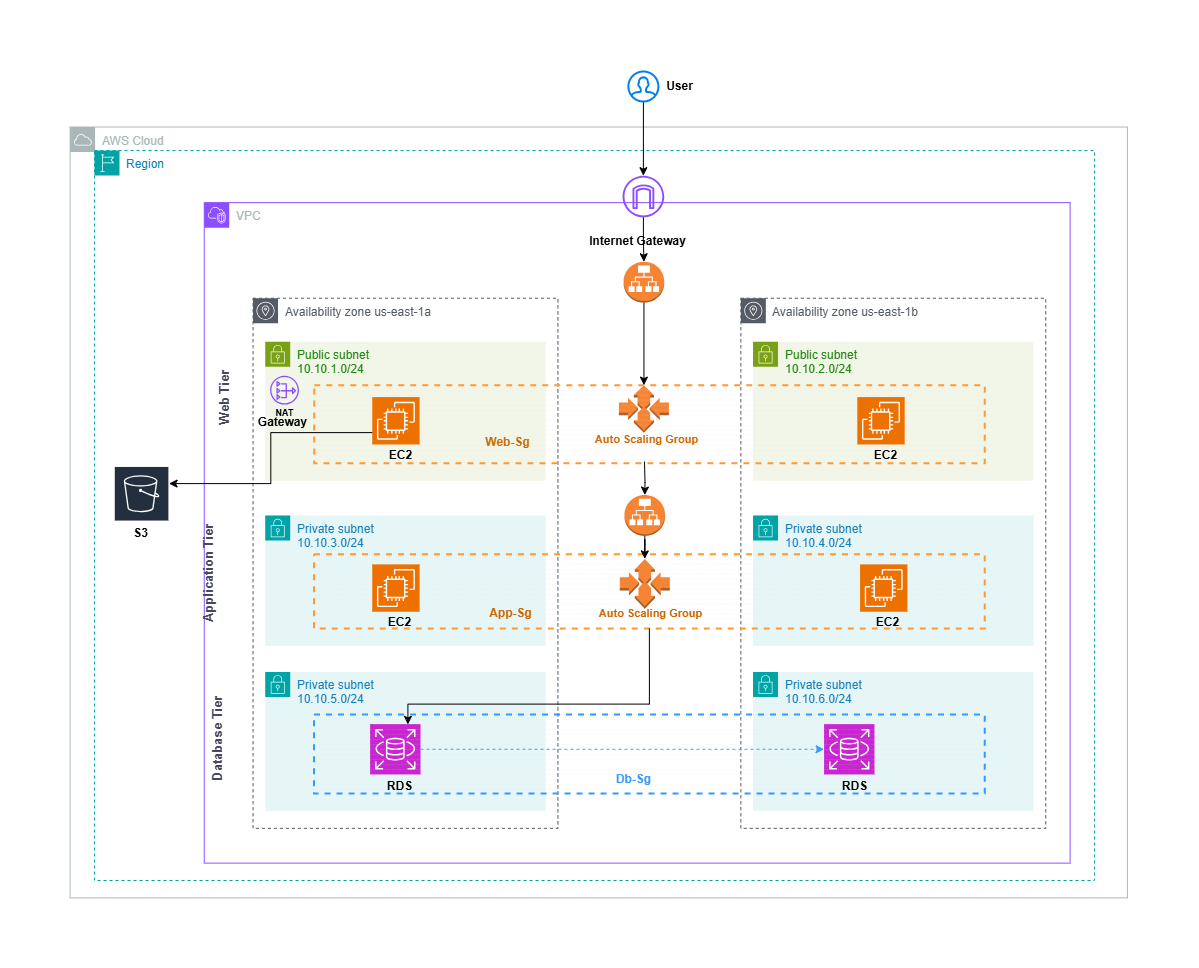 User
AWS Cloud
Region
VPC
Internet Gateway
Availability zone us-east-1a
Availability zone us-east-1b
Web Tier
Public subnet
10.10.1.0/24
NAT
Gateway
EC2
Web-Sg
Auto Scaling Group
Public subnet
10.10.2.0/24
EC2
S3
Application Tier
Private subnet
10.10.3.0/24
EC2
App-Sg
Auto Scaling Group
Private subnet
10.10.4.0/24
EC2
Database Tier
Private subnet
10.10.5.0/24
RDS
Db-Sg
Private subnet
10.10.6.0/24
RDS